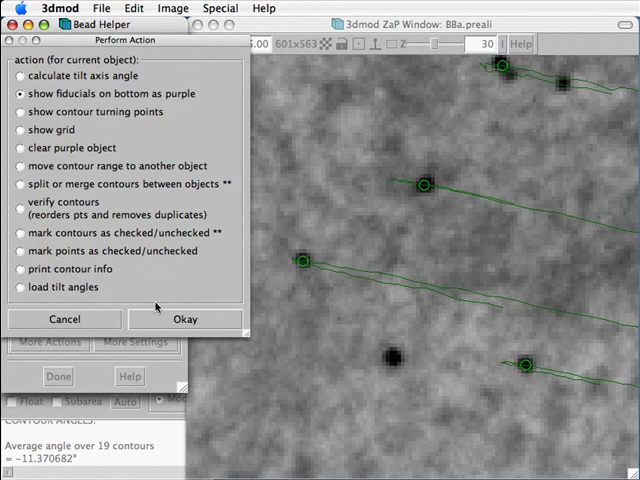 3dmod File Edit Image Special Help
Bead Helper
3dmod ZaP Window: BBa.preali
Perform Action
.00 601x563 Z 30 I Help
action (for current object):
calculate tilt axis angle
show fiducials on bottom as purple
show contour turning points
show grid
clear purple object
move contour range to another object
split or merge contours between objects **
verify contours
(reorders pts and removes duplicates)
mark contours as checked/unchecked **
mark points as checked/unchecked
print contour info
load tilt angles
Cancel Okay
More Actions More Settings
Done Help
Float Subarea Auto
CONTOUR ANGLES:
Average angle over 19 contours
= -11.370682°